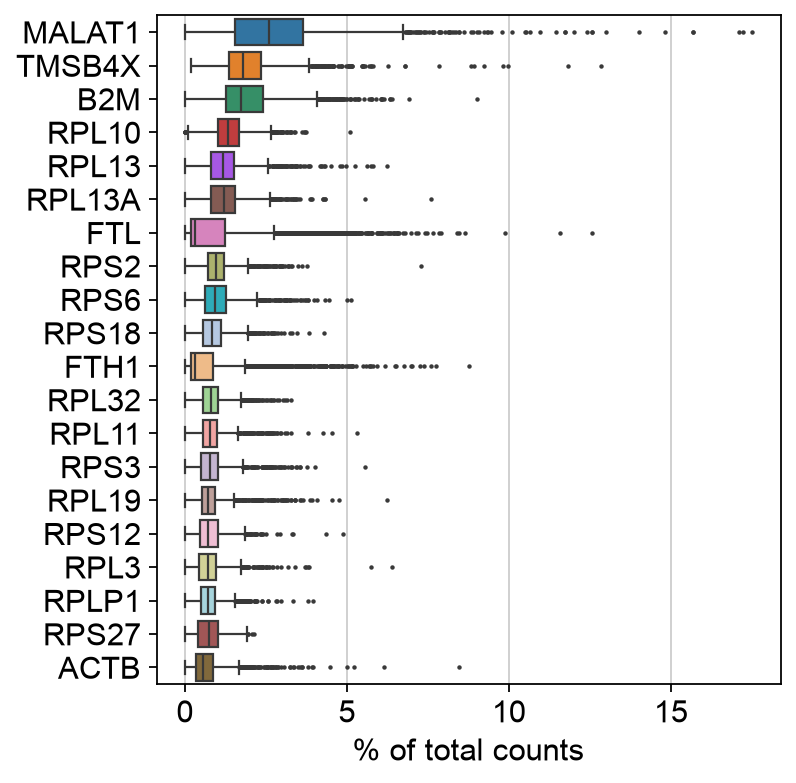 MALAT1
TMSB4X
B2M
RPL10
RPL13
RPL13A
FTL
RPS2
RPS6
RPS18
FTH1
RPL32
RPL11
RPS3
RPL19
RPS12
RPL3
RPLP1
RPS27
ACTB
0 5 10 15
% of total counts